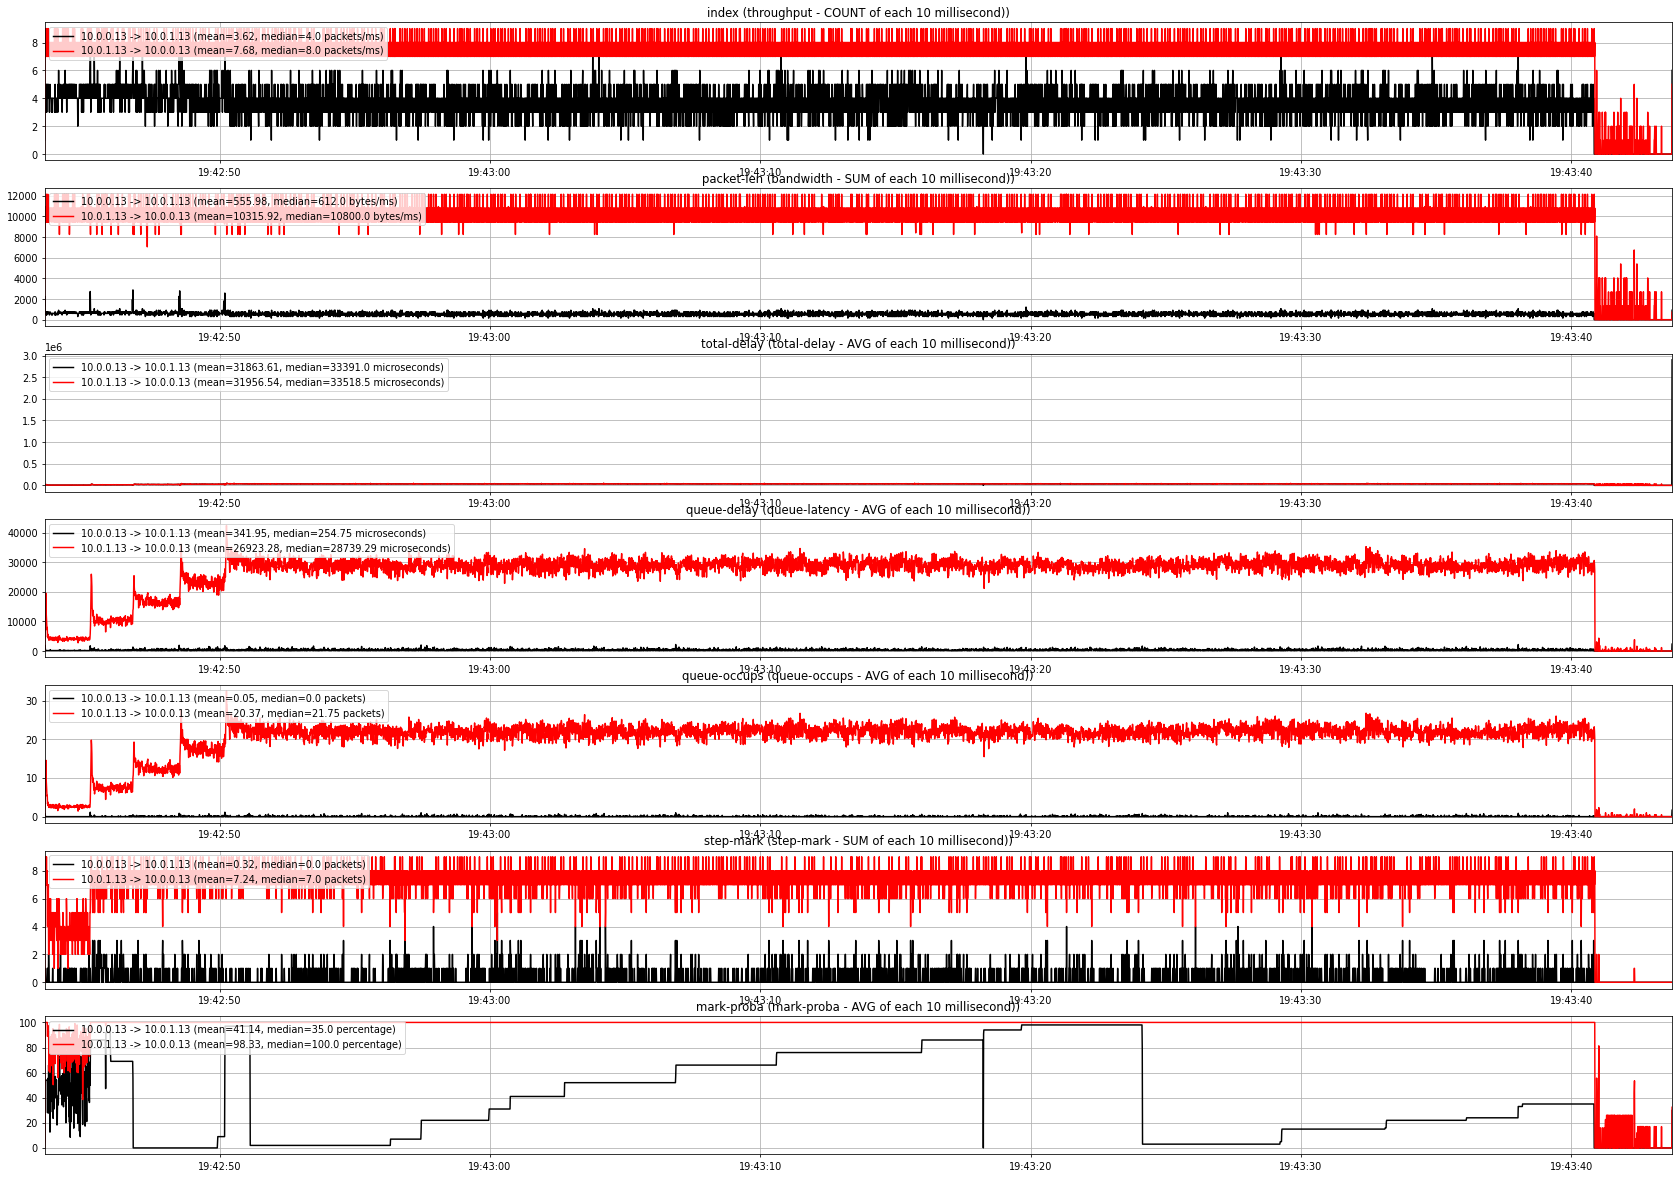 index (throughput - COUNT of each 10 millisecond))
10.0.0.13 -> 10.0.1.13 (mean=3.62, median=4.0 packets/ms)
10.0.1.13 -> 10.0.0.13 (mean=7.68, median=8.0 packets/ms)
8
6
4
2
0
19:42:50 19:43:00 19:43:10 19:43:20 19:43:30 19:43:40
packet-len (bandwidth - SUM of each 10 millisecond))
10.0.0.13 -> 10.0.1.13 (mean=555.98, median=612.0 bytes/ms)
10.0.1.13 -> 10.0.0.13 (mean=10315.92, median=10800.0 bytes/ms)
12000
10000
8000
6000
4000
2000
0
19:42:50 19:43:00 19:43:10 19:43:20 19:43:30 19:43:40
total-delay (total-delay - AVG of each 10 millisecond))
1e6
10.0.0.13 -> 10.0.1.13 (mean=31863.61, median=33391.0 microseconds)
10.0.1.13 -> 10.0.0.13 (mean=31956.54, median=33518.5 microseconds)
3.0
2.5
2.0
1.5
1.0
0.5
0.0
19:42:50 19:43:00 19:43:10 19:43:20 19:43:30 19:43:40
queue-delay (queue-latency - AVG of each 10 millisecond))
10.0.0.13 -> 10.0.1.13 (mean=341.95, median=254.75 microseconds)
10.0.1.13 -> 10.0.0.13 (mean=26923.28, median=28739.29 microseconds)
40000
30000
20000
10000
0
19:42:50 19:43:00 19:43:10 19:43:20 19:43:30 19:43:40
queue-occups (queue-occups - AVG of each 10 millisecond))
10.0.0.13 -> 10.0.1.13 (mean=0.05, median=0.0 packets)
10.0.1.13 -> 10.0.0.13 (mean=20.37, median=21.75 packets)
30
20
10
0
19:42:50 19:43:00 19:43:10 19:43:20 19:43:30 19:43:40
step-mark (step-mark - SUM of each 10 millisecond))
10.0.0.13 -> 10.0.1.13 (mean=0.32, median=0.0 packets)
10.0.1.13 -> 10.0.0.13 (mean=7.24, median=7.0 packets)
8
6
4
2
0
19:42:50 19:43:00 19:43:10 19:43:20 19:43:30 19:43:40
mark-proba (mark-proba - AVG of each 10 millisecond))
10.0.0.13 -> 10.0.1.13 (mean=41.14, median=35.0 percentage)
10.0.1.13 -> 10.0.0.13 (mean=98.33, median=100.0 percentage)
100
80
60
40
20
0
19:42:50 19:43:00 19:43:10 19:43:20 19:43:30 19:43:40